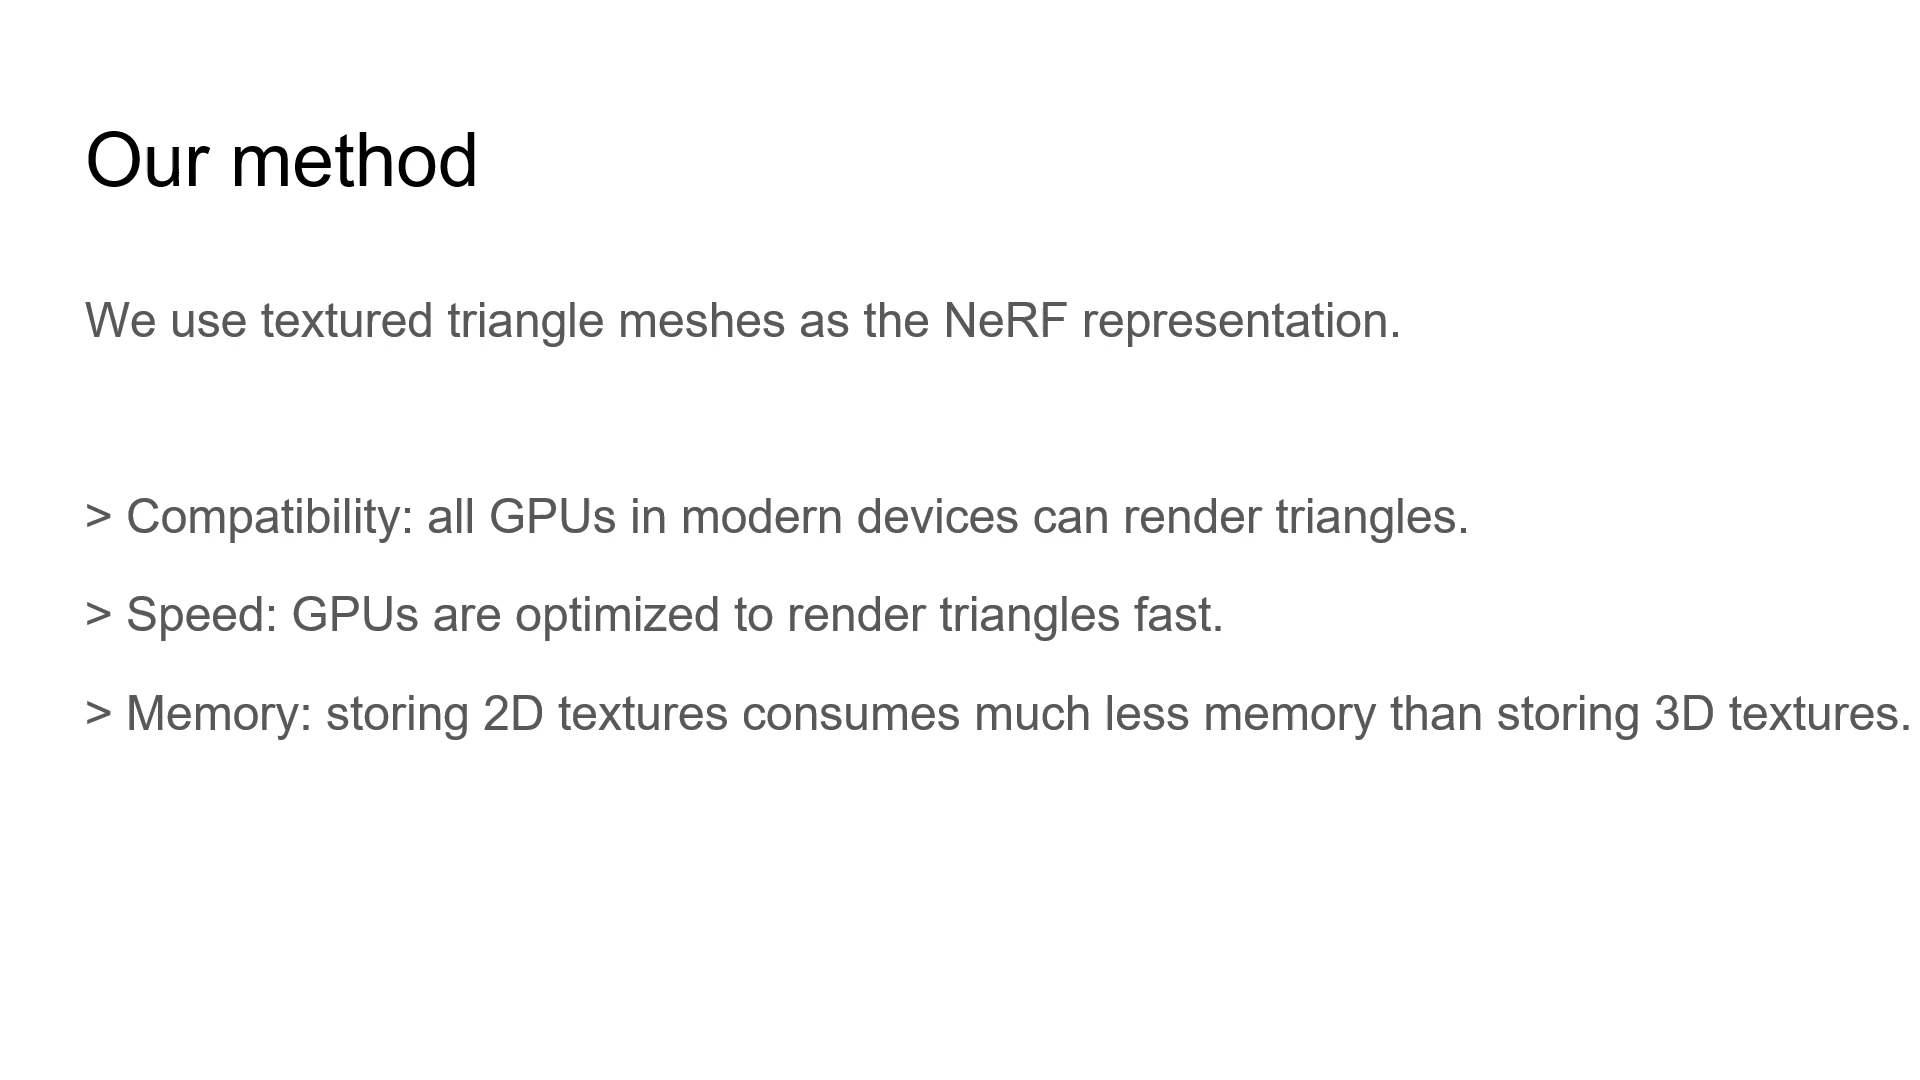 Our method
We use textured triangle meshes as the NeRF representation.
> Compatibility: all GPUs in modern devices can render triangles.
> Speed: GPUs are optimized to render triangles fast.
> Memory: storing 2D textures consumes much less memory than storing 3D textures.